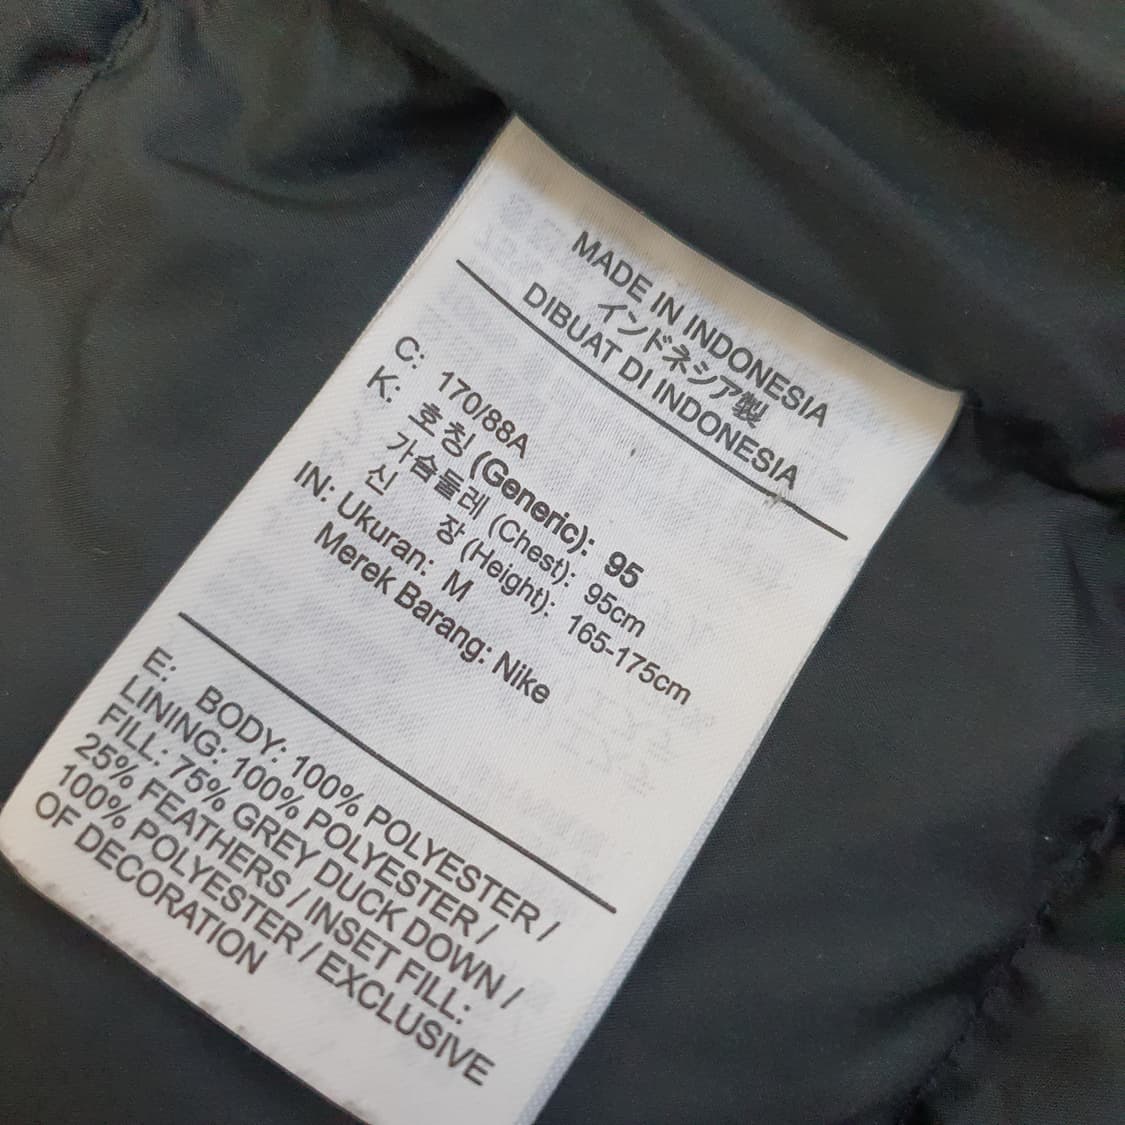 MADE IN INDONESIA
インドネシア製
DIBUAT DI INDONESIA
C: 170/88A
K: 호칭 (Generic): 95
가슴둘레 (Chest): 95cm
신 장 (Height): 165-175cm
IN: Ukuran: M
Merek Barang: Nike
E: BODY: 100% POLYESTER /
LINING: 100% POLYESTER /
FILL: 75% GREY DUCK DOWN /
25% FEATHERS / INSET FILL:
100% POLYESTER / EXCLUSIVE
OF DECORATION